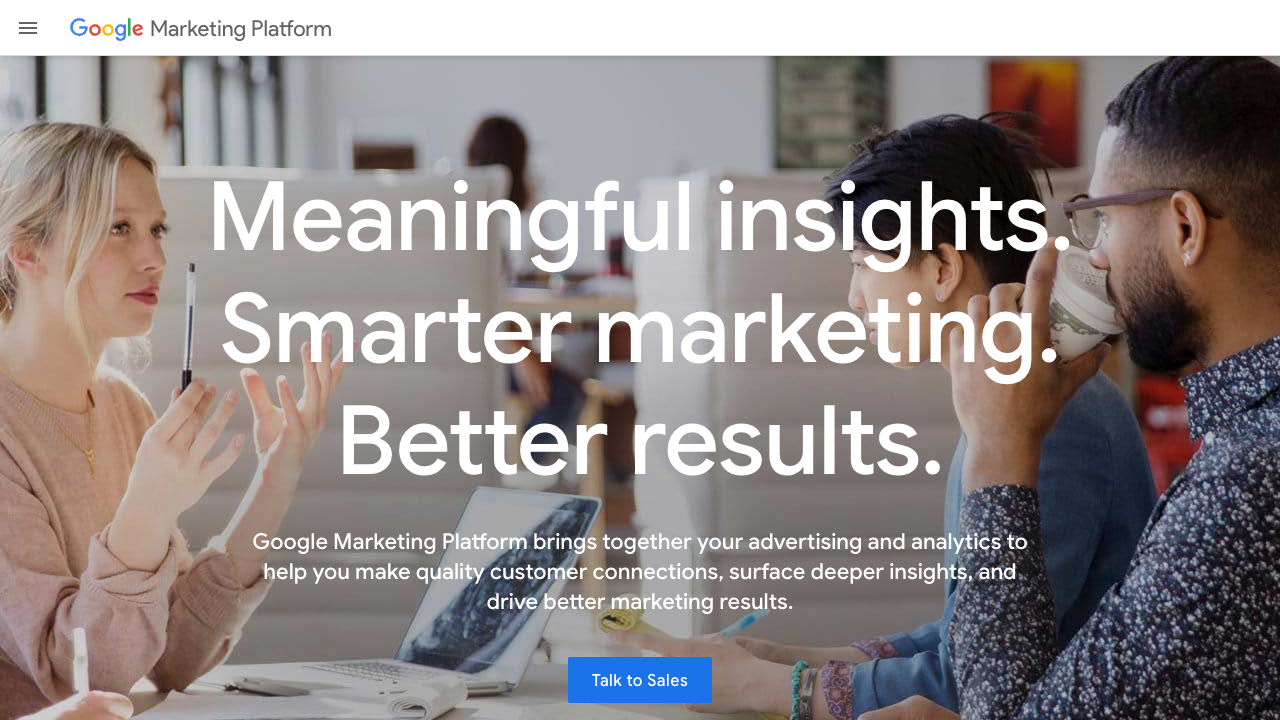 Google Marketing Platform
Meaningful insights.
Smarter marketing.
Better results.
Google Marketing Platform brings together your advertising and analytics to
help you make quality customer connections, surface deeper insights, and
drive better marketing results.
Talk to Sales